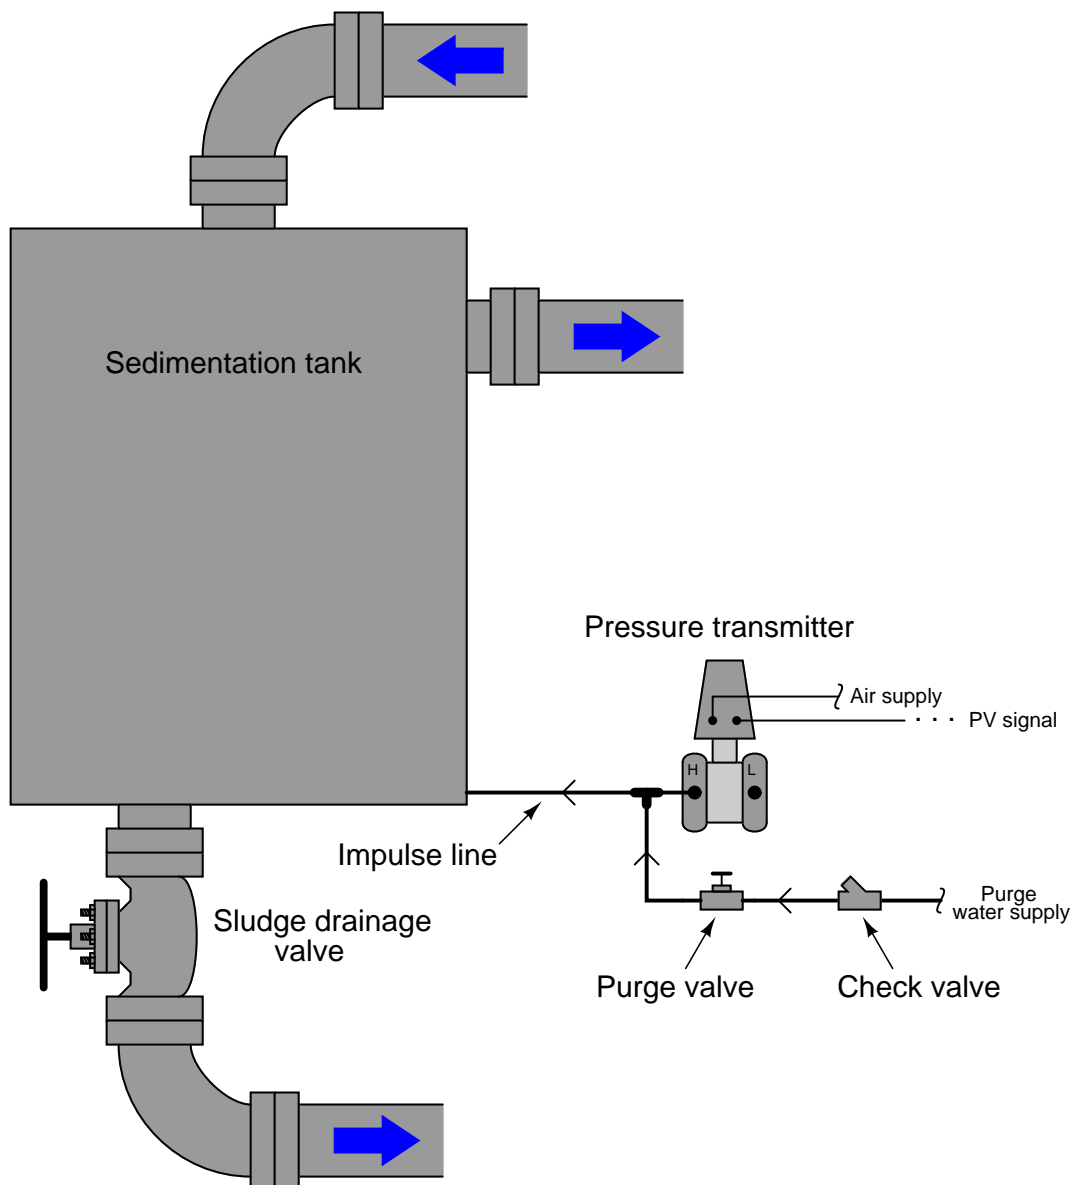 Sedimentation tank
Pressure transmitter
Air supply
PV signal
H
L
Impulse line
Purge
water supply
Sludge drainage
valve
Purge valve
Check valve